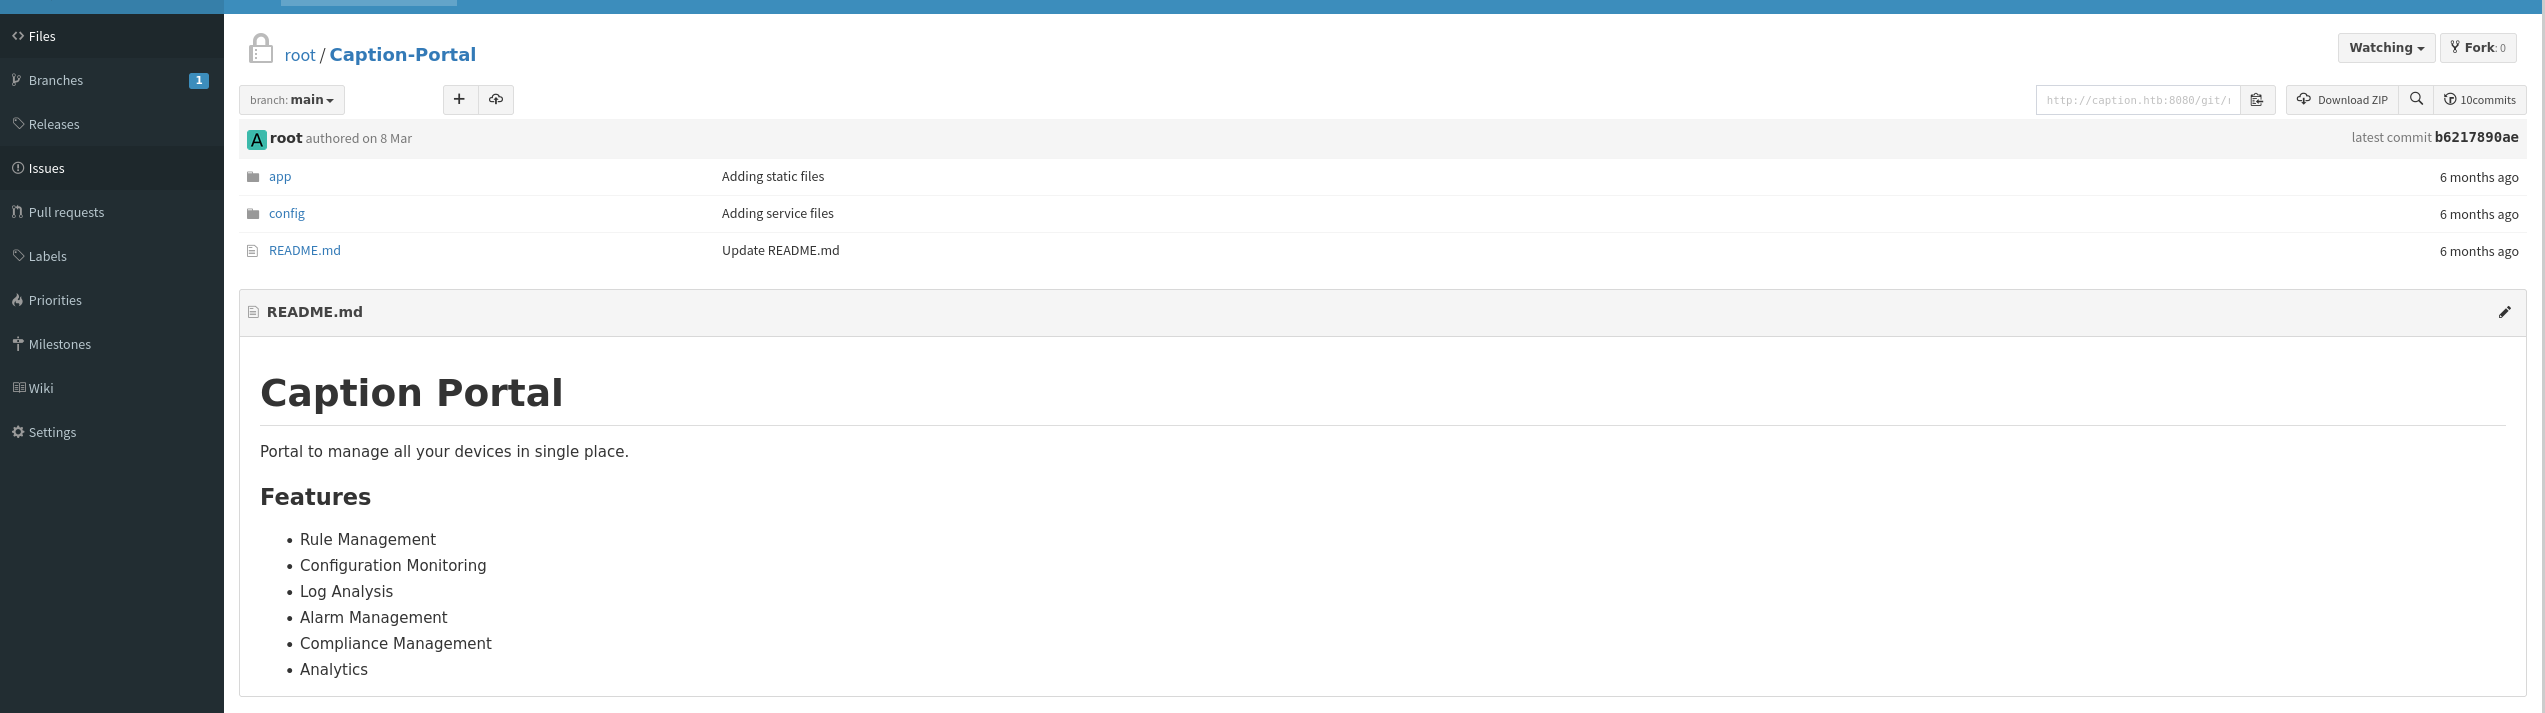 Files
Branches 1
Releases
Issues
Pull requests
Labels
Priorities
Milestones
Wiki
Settings
root / Caption-Portal
Watching
Fork: 0
branch: main
http://caption.htb:8080/git/
Download ZIP
10commits
A root authored on 8 Mar
latest commit b6217890ae
app Adding static files 6 months ago
config Adding service files 6 months ago
README.md Update README.md 6 months ago
README.md
Caption Portal
Portal to manage all your devices in single place.
Features
• Rule Management
• Configuration Monitoring
• Log Analysis
• Alarm Management
• Compliance Management
• Analytics